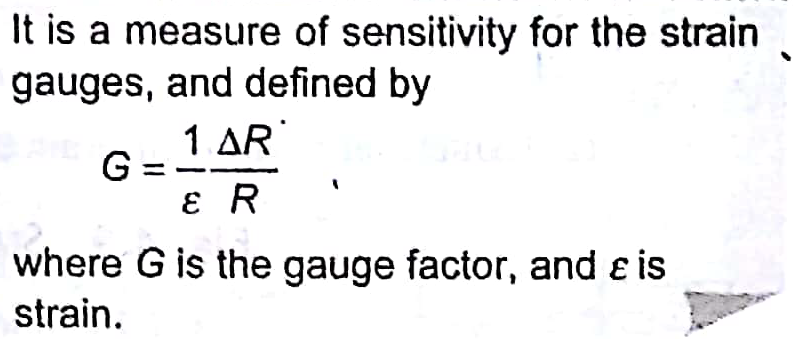 It is a measure of sensitivity for the strain
gauges, and defined by
G = 1/ε ΔR/R
where G is the gauge factor, and ε is
strain.